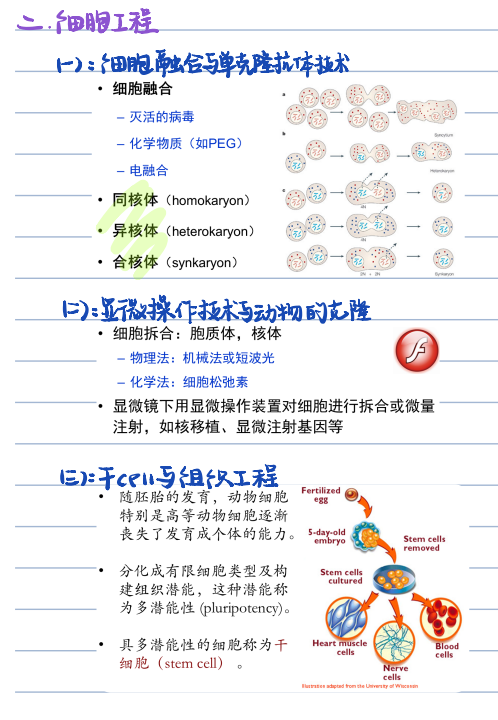 二.细胞工程
(一):细胞融合与单克隆抗体技术
• 细胞融合
– 灭活的病毒
– 化学物质（如PEG）
– 电融合
• 同核体（homokaryon）
• 异核体（heterokaryon）
• 合核体（synkaryon）
a
Syncytium
b
Heterokaryon
c
4N
4N
2N + 2N
Synkaryon
(二):显微操作技术与动物的克隆
• 细胞拆合：胞质体，核体
– 物理法：机械法或短波光
– 化学法：细胞松弛素
• 显微镜下用显微操作装置对细胞进行拆合或微量
注射，如核移植、显微注射基因等
(三):干cell与组织工程
• 随胚胎的发育，动物细胞
特别是高等动物细胞逐渐
丧失了发育成个体的能力。
• 分化成有限细胞类型及构
建组织潜能，这种潜能称
为多潜能性 (pluripotency)。
• 具多潜能性的细胞称为干
细胞（stem cell） 。
Fertilized
egg
5-day-old
embryo
Stem cells
removed
Stem cells
cultured
Heart muscle
cells
Blood
cells
Nerve
cells
Illustration adapted from the University of Wisconsin